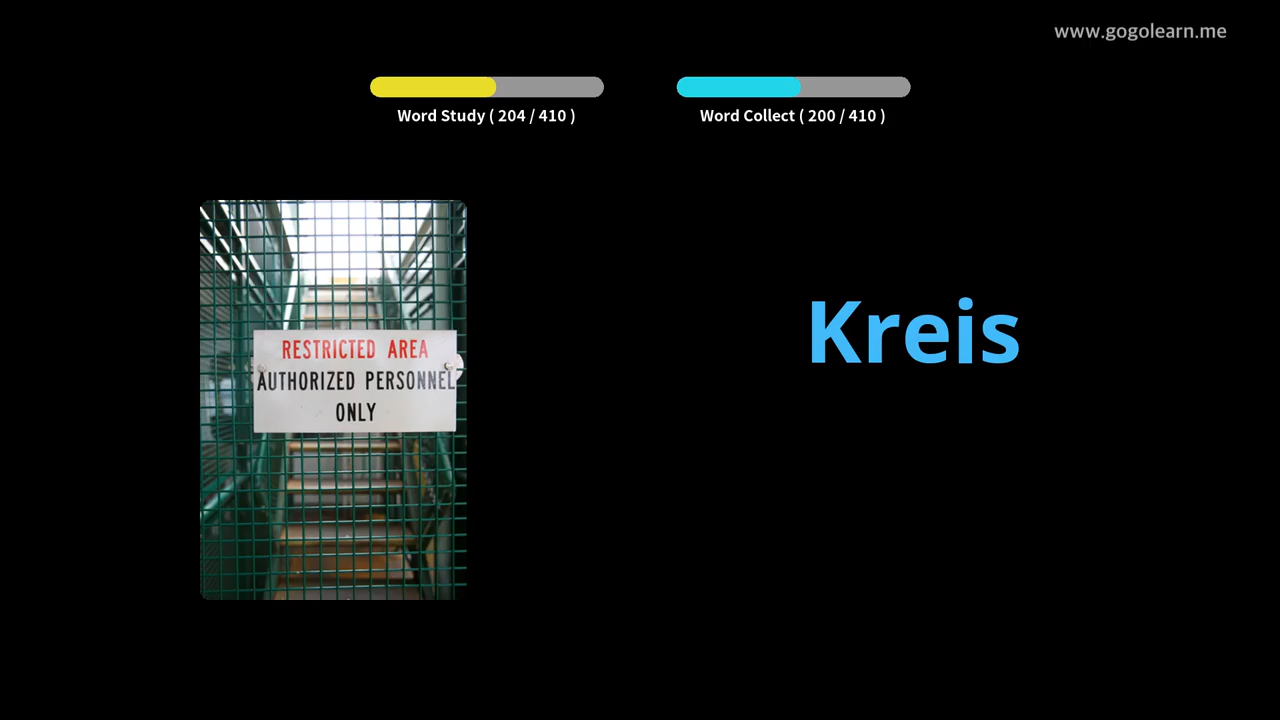 www.gogolearn.me
Word Study ( 204 / 410 )
Word Collect ( 200 / 410 )
RESTRICTED AREA
AUTHORIZED PERSONNEL
ONLY
Kreis